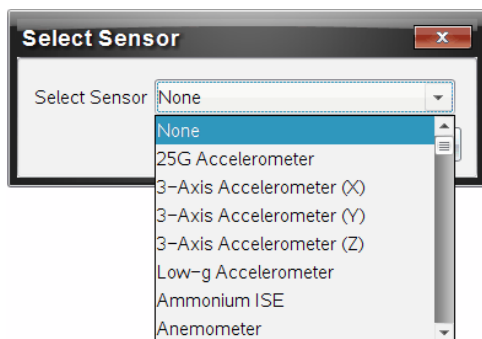 Select Sensor
x
Select Sensor None
None
25G Accelerometer
3-Axis Accelerometer (X)
3-Axis Accelerometer (Y)
3-Axis Accelerometer (Z)
Low-g Accelerometer
Ammonium ISE
Anemometer